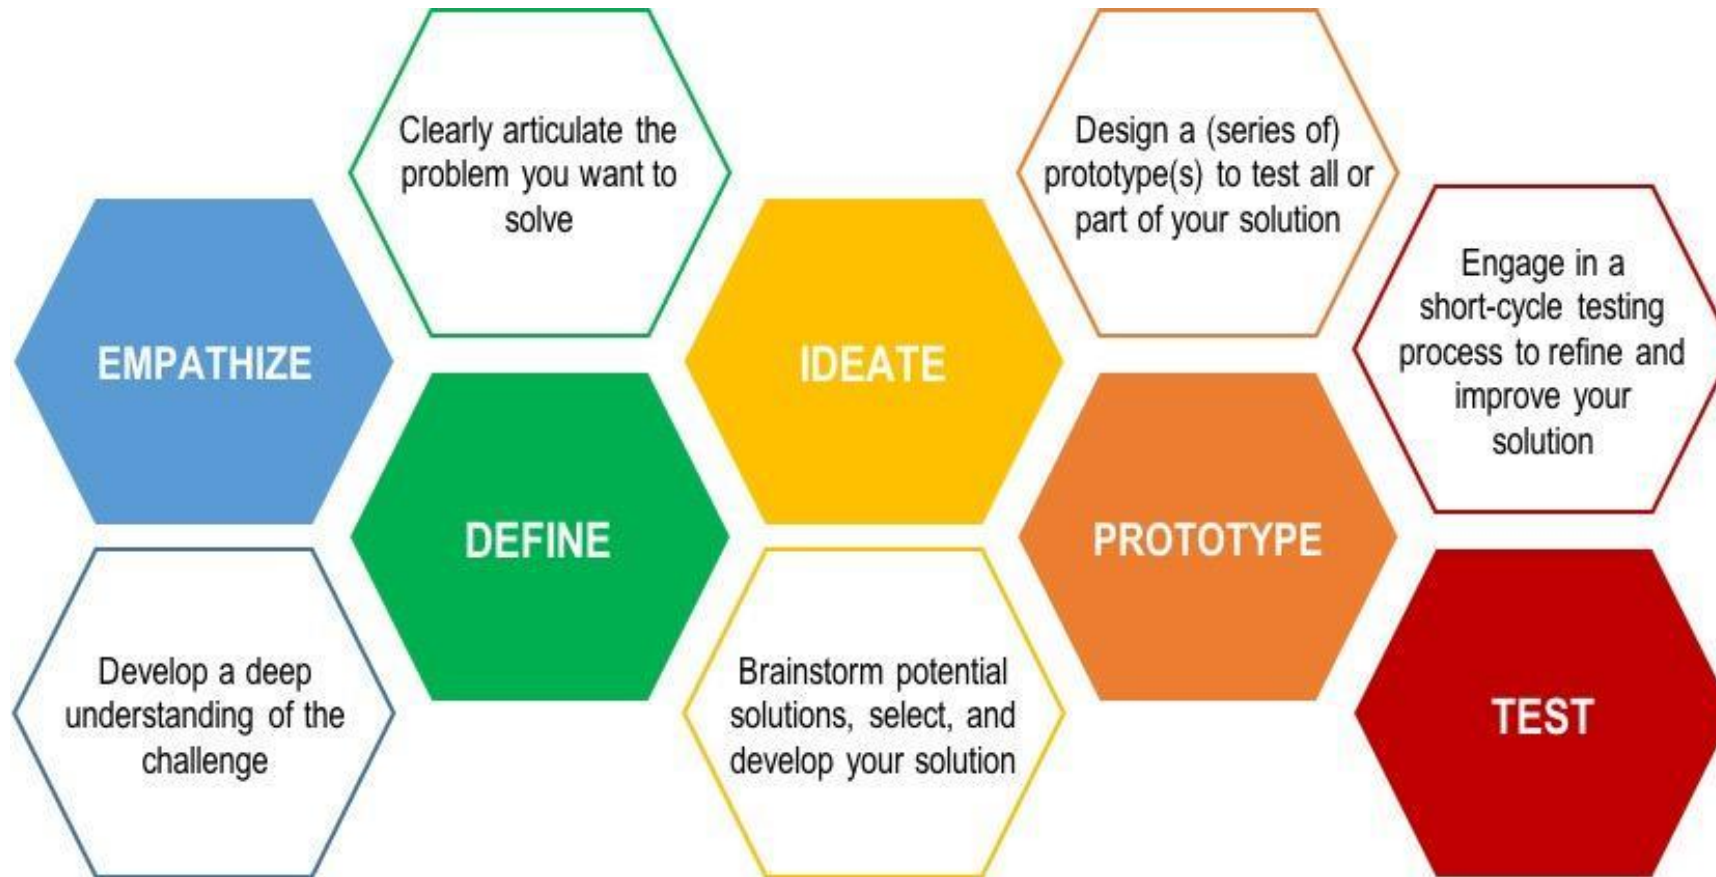 EMPATHIZE
Develop a deep
understanding of the
challenge
Clearly articulate the
problem you want to
solve
DEFINE
IDEATE
Brainstorm potential
solutions, select, and
develop your solution
Design a (series of)
prototype(s) to test all or
part of your solution
PROTOTYPE
Engage in a
short-cycle testing
process to refine and
improve your
solution
TEST